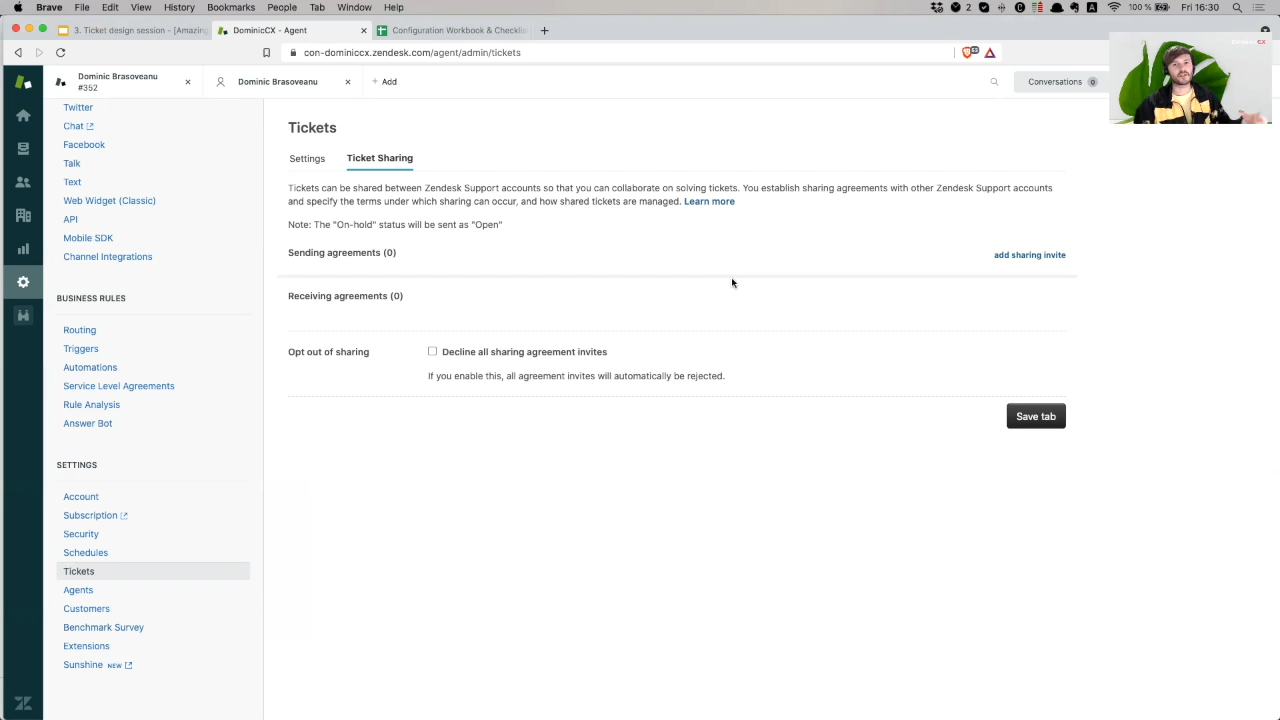 Brave File Edit View History Bookmarks People Tab Window Help
2 100% Fri 16:30
3. Ticket design session - [Amazing
DominicCX - Agent
Configuration Workbook & Checklis
con-dominiccx.zendesk.com/agent/admin/tickets
Dominic Brasoveanu
#352
Dominic Brasoveanu
+ Add
Conversations 0
Twitter
Chat
Facebook
Talk
Text
Web Widget (Classic)
API
Mobile SDK
Channel Integrations
BUSINESS RULES
Routing
Triggers
Automations
Service Level Agreements
Rule Analysis
Answer Bot
SETTINGS
Account
Subscription
Security
Schedules
Tickets
Agents
Customers
Benchmark Survey
Extensions
Sunshine NEW
Tickets
Settings Ticket Sharing
Tickets can be shared between Zendesk Support accounts so that you can collaborate on solving tickets. You establish sharing agreements with other Zendesk Support accounts
and specify the terms under which sharing can occur, and how shared tickets are managed. Learn more
Note: The "On-hold" status will be sent as "Open"
Sending agreements (0)
add sharing invite
Receiving agreements (0)
Opt out of sharing
Decline all sharing agreement invites
If you enable this, all agreement invites will automatically be rejected.
Save tab